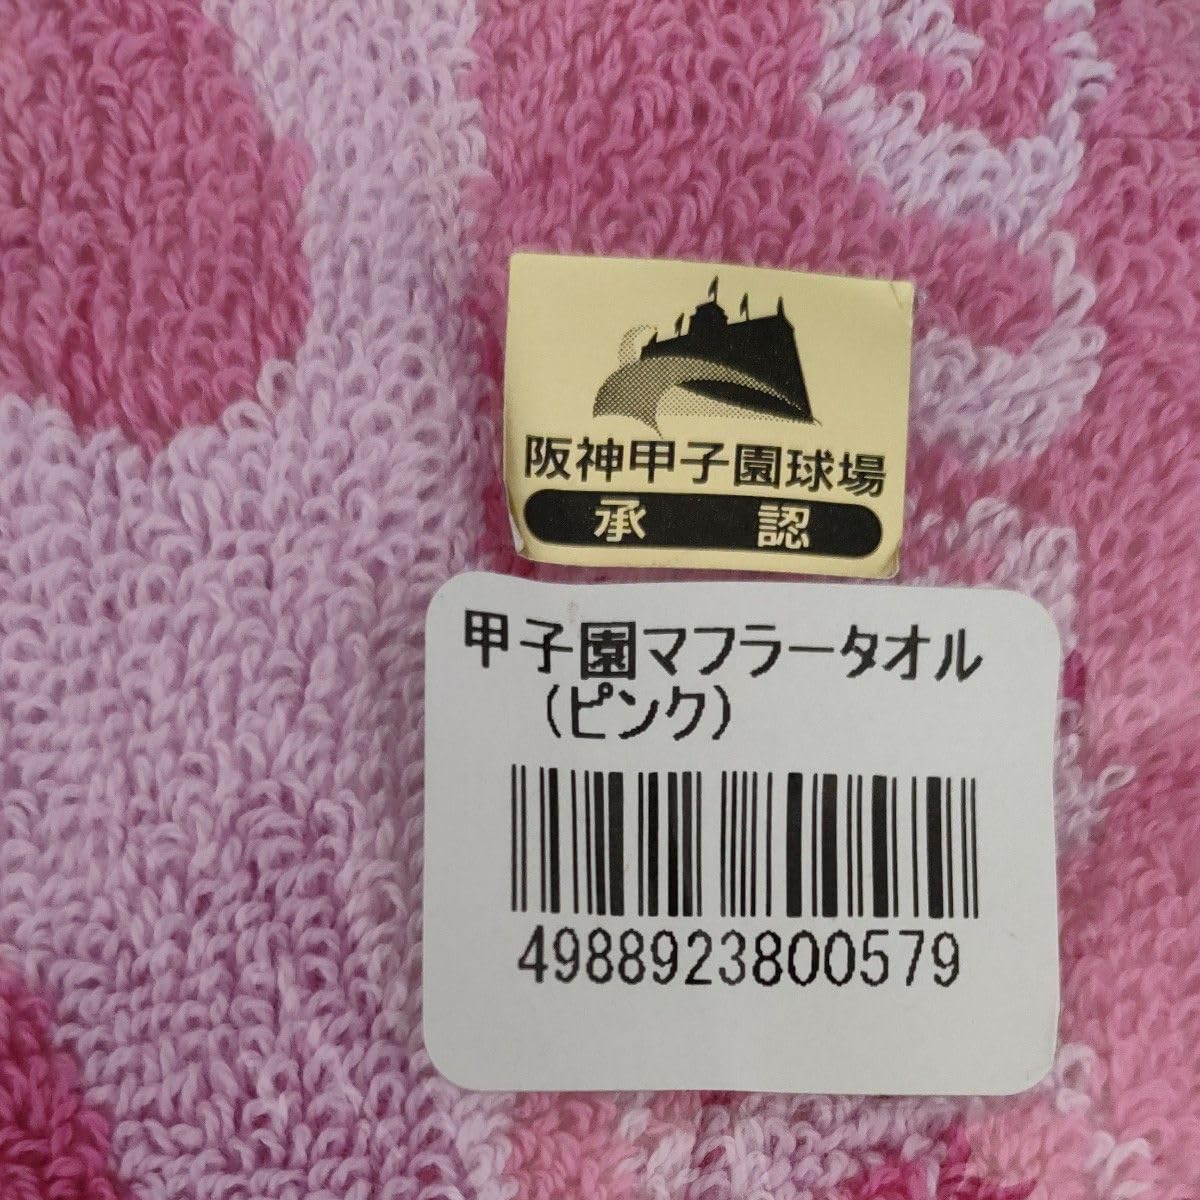 阪神甲子園球場
承認
甲子園マフラータオル
(ピンク)
4988923800579